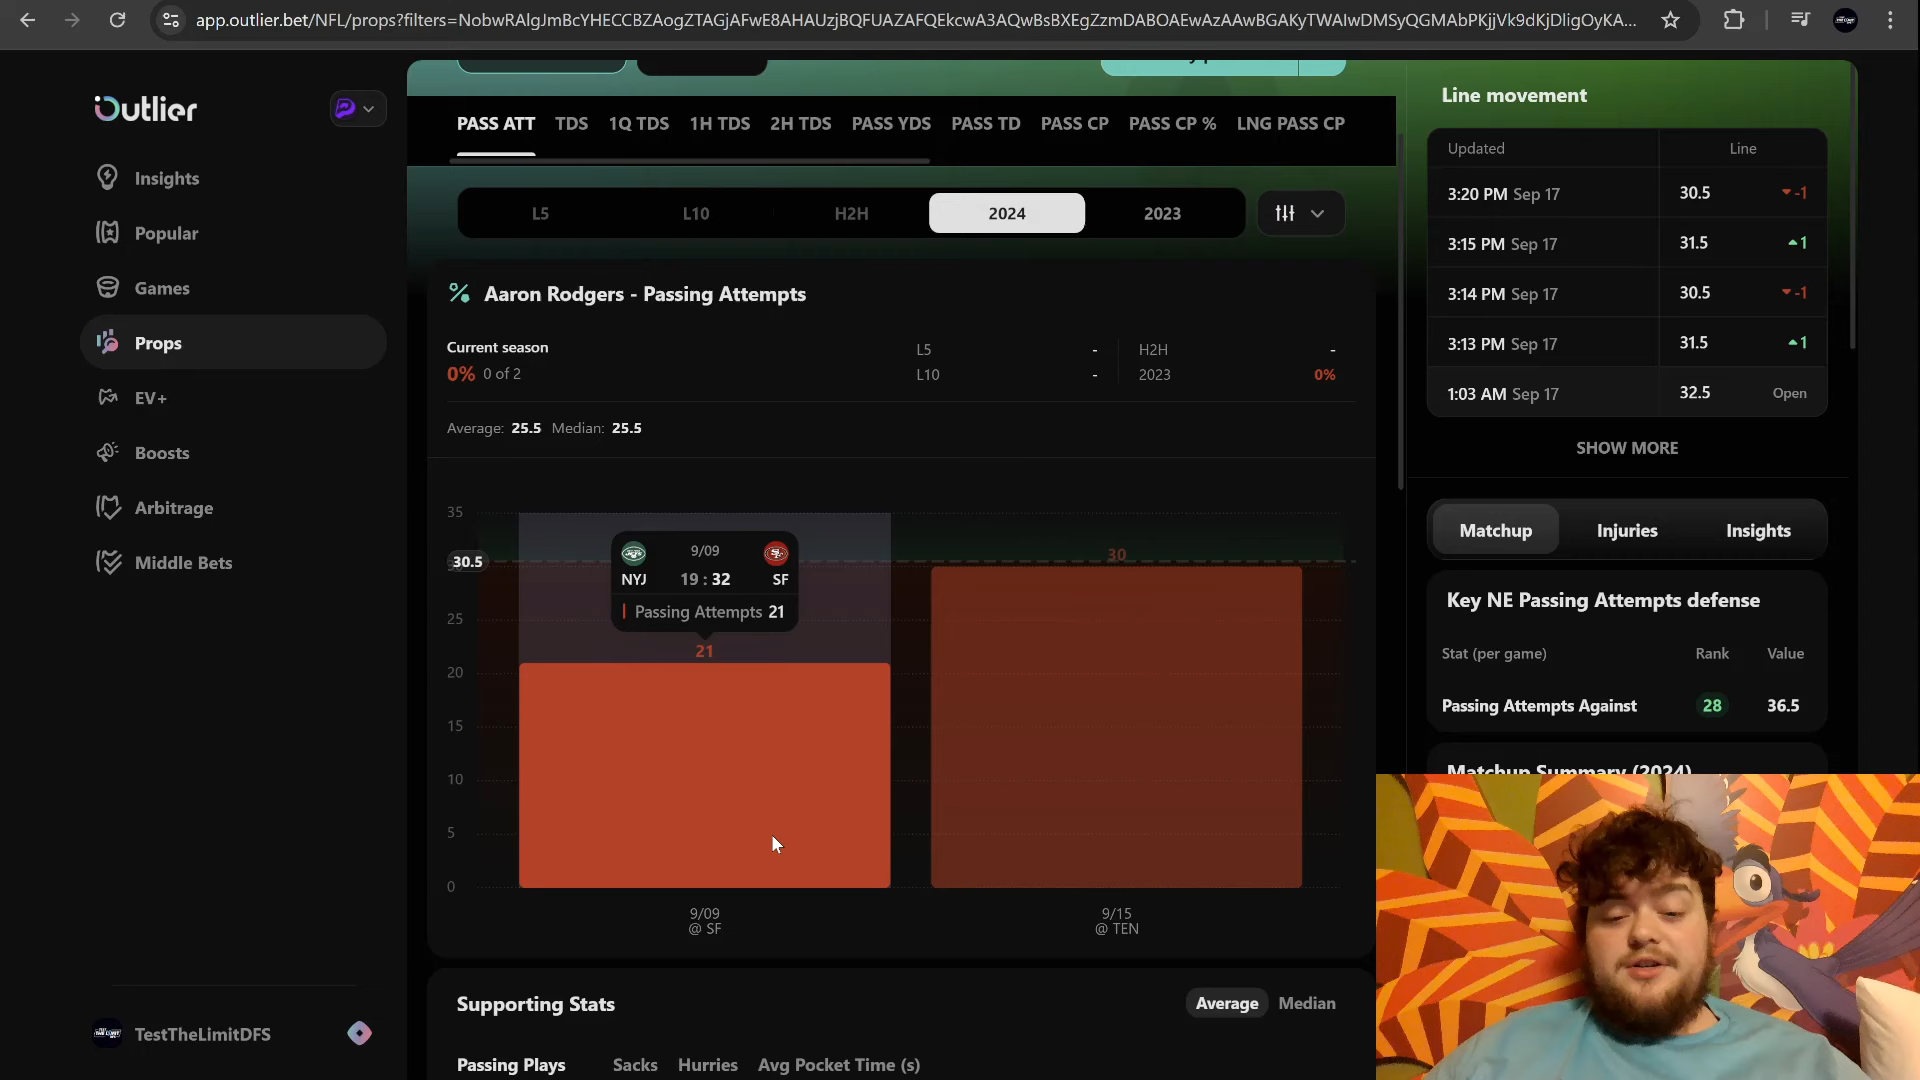 app.outlier.bet/NFL/props?filters=NobwRAlgJmBcYHECCBZAogZTAGjAFwE8AHAUzjBQFUAZAFQEkcwA3AQwBsBXEgZzmDABOAEwAzAAwBGAKyTWAIwDMSyQGMAbPKjjVk9dKjDligOyKA...
Outlier
Insights
Popular
Games
Props
EV+
Boosts
Arbitrage
Middle Bets
TestTheLimitDFS
PASS ATT TDS 1Q TDS 1H TDS 2H TDS PASS YDS PASS TD PASS CP PASS CP % LNG PASS CP
L5 L10 H2H 2024 2023
Aaron Rodgers - Passing Attempts
Current season
0% 0 of 2
L5 -
L10 -
H2H -
2023 0%
Average: 25.5 Median: 25.5
35
30.5
25
20
15
10
5
0
9/09
NYJ 19 : 32 SF
Passing Attempts 21
21
30
9/09
@ SF
9/15
@ TEN
Supporting Stats
Average Median
Passing Plays Sacks Hurries Avg Pocket Time (s)
Line movement
Updated Line
3:20 PM Sep 17 30.5 -1
3:15 PM Sep 17 31.5 1
3:14 PM Sep 17 30.5 -1
3:13 PM Sep 17 31.5 1
1:03 AM Sep 17 32.5 Open
SHOW MORE
Matchup Injuries Insights
Key NE Passing Attempts defense
Stat (per game) Rank Value
Passing Attempts Against 28 36.5
Matchup Summary (2024)